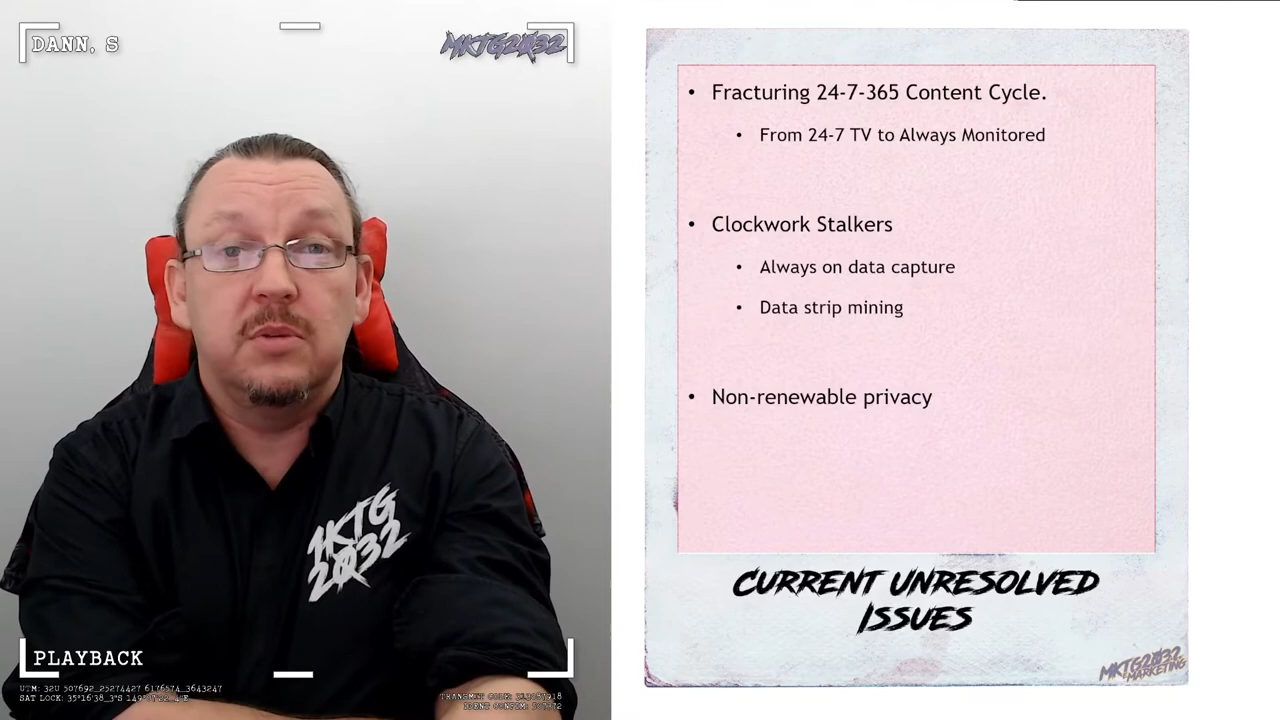 DANN, S
MKTG2032
Fracturing 24-7-365 Content Cycle.
From 24-7 TV to Always Monitored
Clockwork Stalkers
Always on data capture
Data strip mining
Non-renewable privacy
MKTG
2032
CURRENT UNRESOLVED
ISSUES
PLAYBACK
MKTG2032
MARKETING